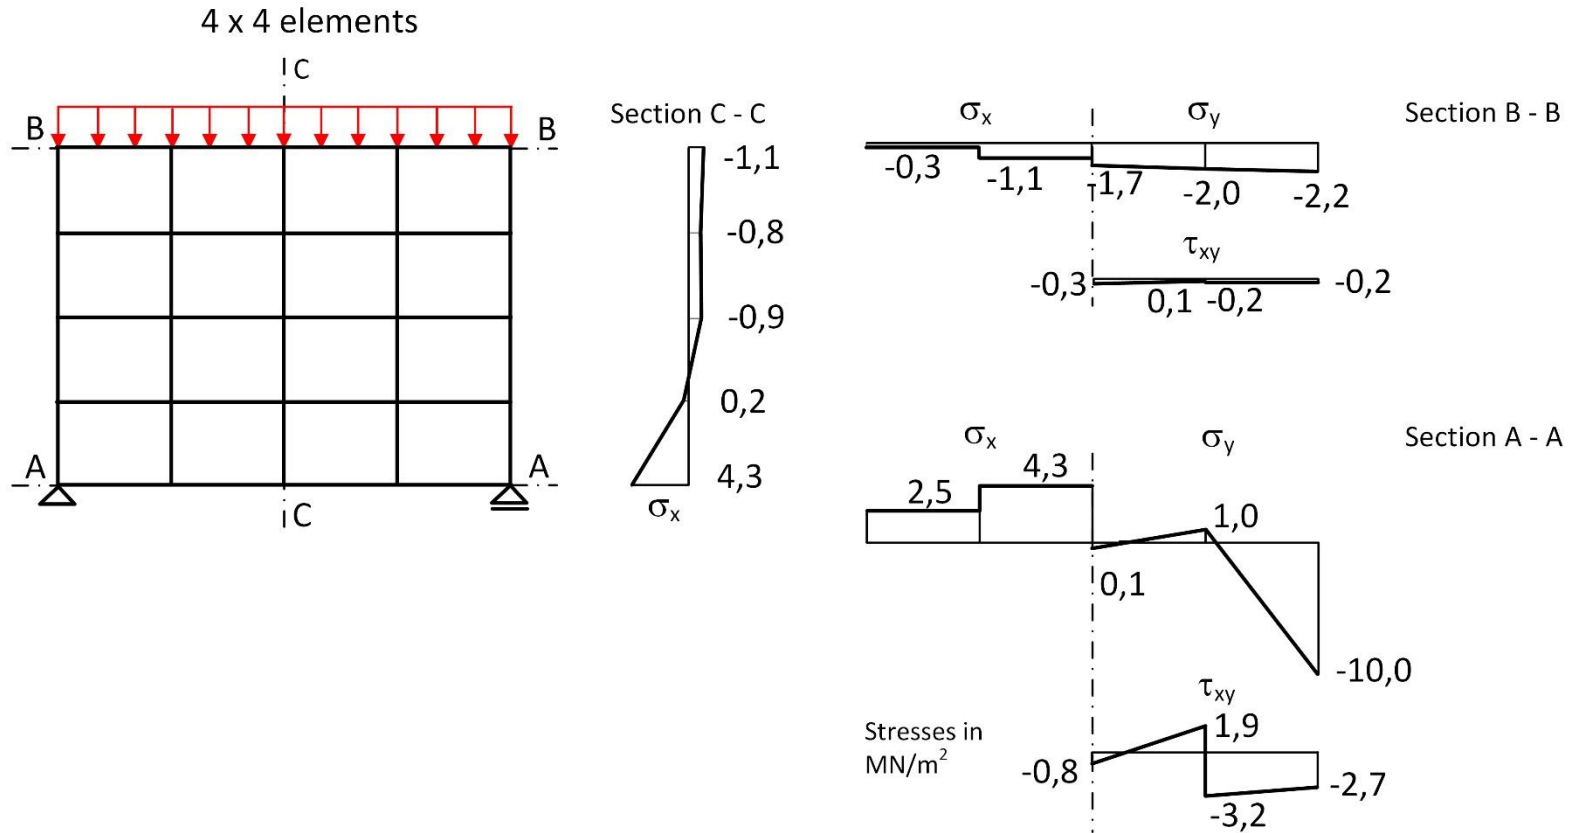 4 x 4 elements
C
B
B
A
A
C
Section C - C
-1,1
-0,8
-0,9
0,2
4,3
σx
σx
σy
Section B - B
-0,3
-1,1
-1,7
-2,0
-2,2
τxy
-0,3
0,1
-0,2
-0,2
σx
σy
Section A - A
2,5
4,3
1,0
0,1
-10,0
τxy
Stresses in
MN/m²
1,9
-0,8
-2,7
-3,2